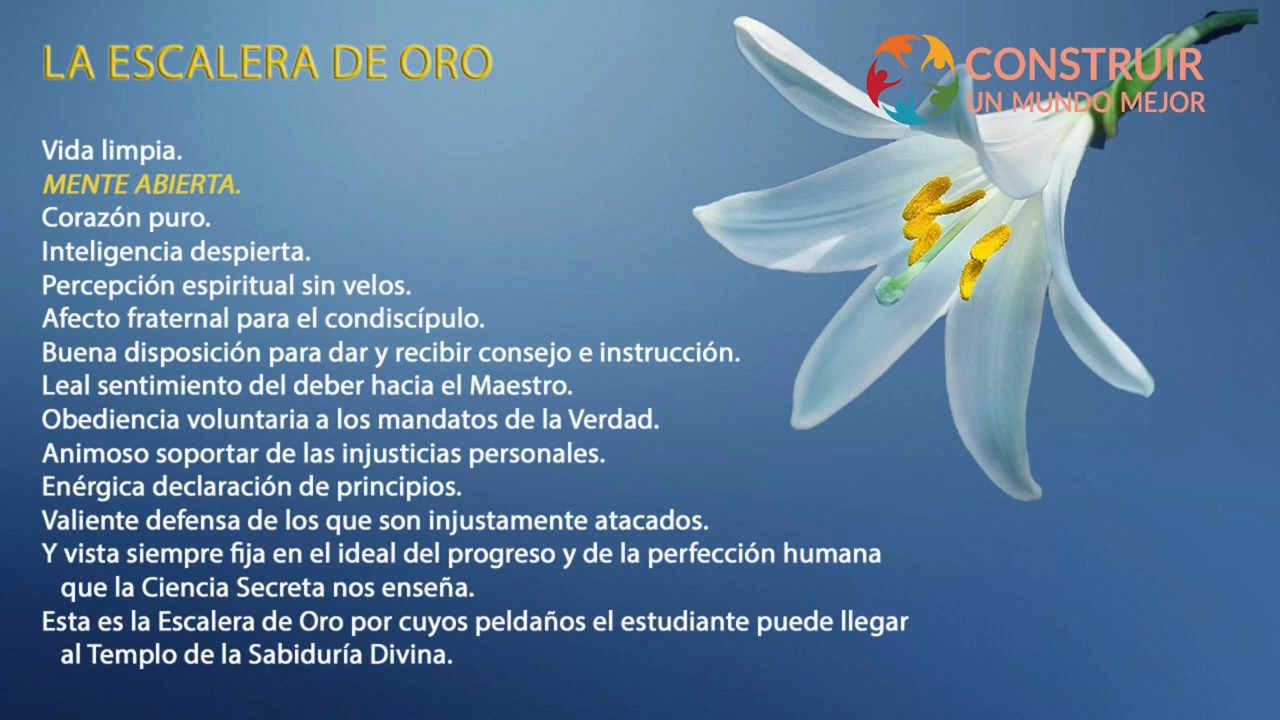 LA ESCALERA DE ORO
CONSTRUIR
UN MUNDO MEJOR
Vida limpia.
MENTE ABIERTA.
Corazón puro.
Inteligencia despierta.
Percepción espiritual sin velos.
Afecto fraternal para el condiscípulo.
Buena disposición para dar y recibir consejo e instrucción.
Leal sentimiento del deber hacia el Maestro.
Obediencia voluntaria a los mandatos de la Verdad.
Animoso soportar de las injusticias personales.
Enérgica declaración de principios.
Valiente defensa de los que son injustamente atacados.
Y vista siempre fija en el ideal del progreso y de la perfección humana
que la Ciencia Secreta nos enseña.
Esta es la Escalera de Oro por cuyos peldaños el estudiante puede llegar
al Templo de la Sabiduría Divina.